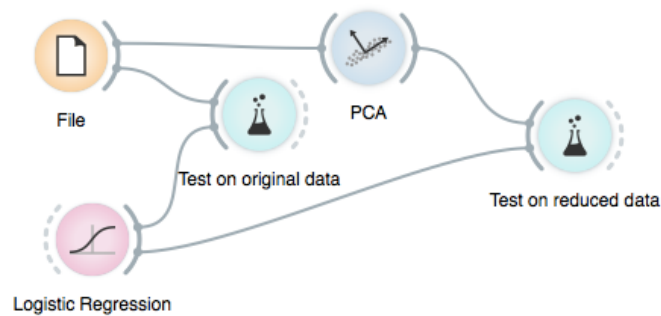 File
PCA
Test on original data
Test on reduced data
Logistic Regression